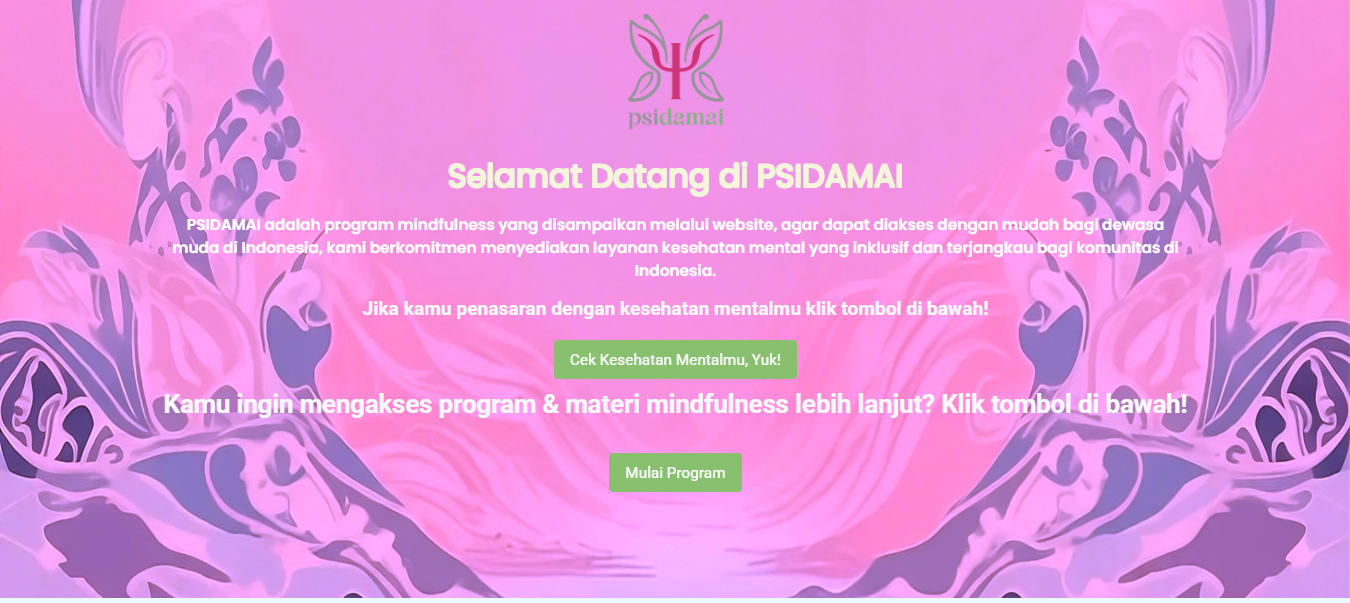 psidamai
Selamat Datang di PSIDAMAI
PSIDAMAI adalah program mindfulness yang disampaikan melalui website, agar dapat diakses dengan mudah bagi dewasa
muda di Indonesia, kami berkomitmen menyediakan layanan kesehatan mental yang inklusif dan terjangkau bagi komunitas di
Indonesia.
Jika kamu penasaran dengan kesehatan mentalmu klik tombol di bawah!
Cek Kesehatan Mentalmu, Yuk!
Kamu ingin mengakses program & materi mindfulness lebih lanjut? Klik tombol di bawah!
Mulai Program